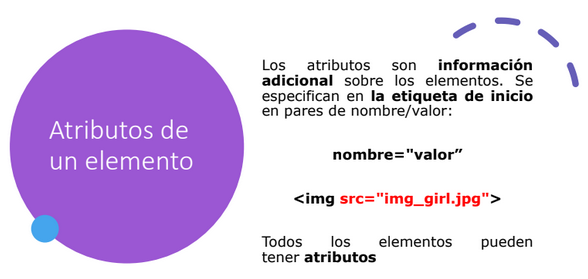 Atributos de
un elemento
Los atributos son información
adicional sobre los elementos. Se
especifican en la etiqueta de inicio
en pares de nombre/valor:
nombre="valor”
<img src="img_girl.jpg">
Todos los elementos pueden
tener atributos